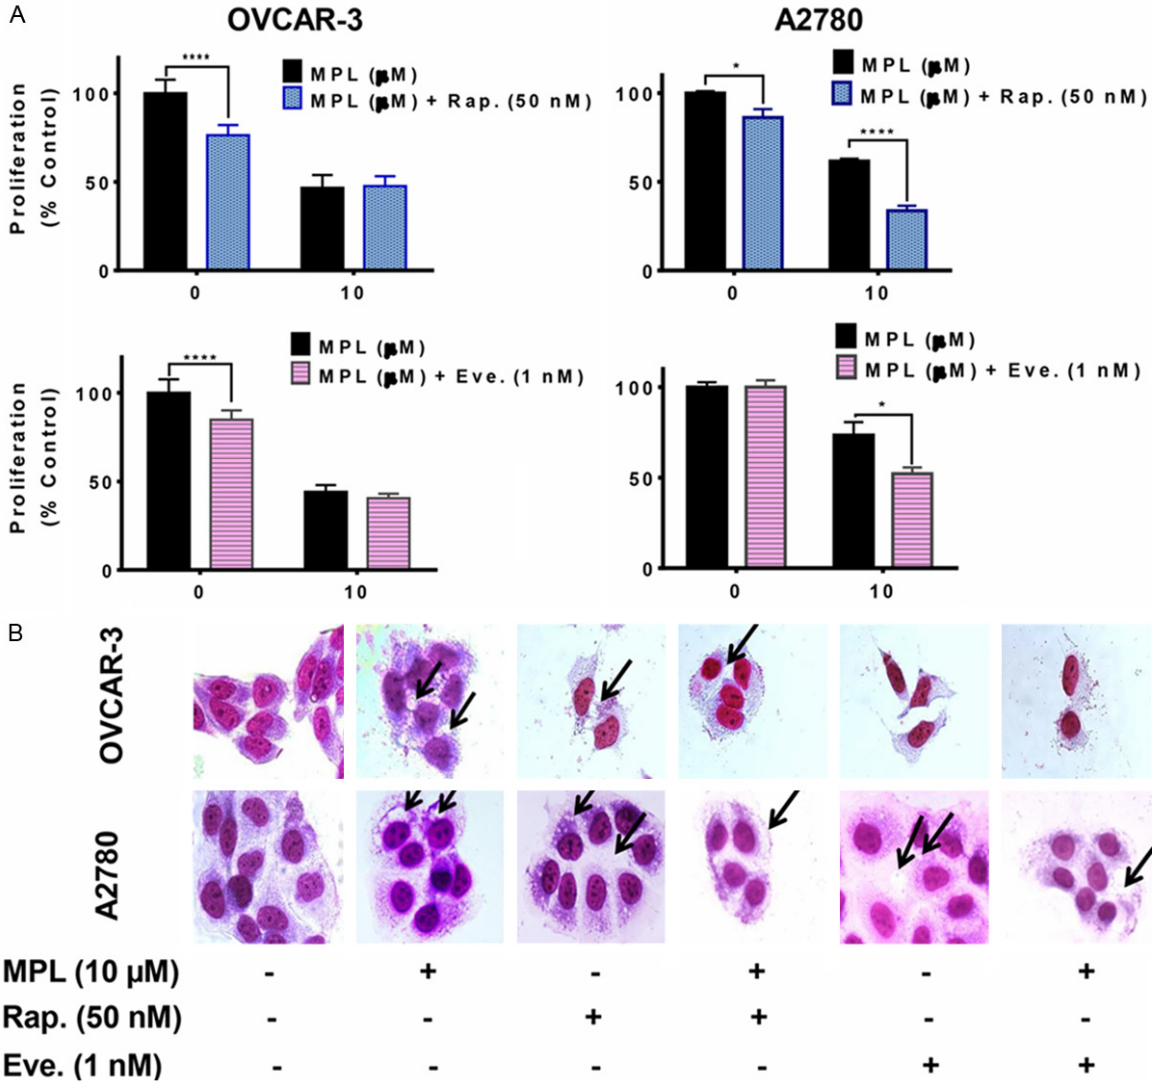 A
OVCAR-3
A2780
Proliferation
(% Control)
100
50
0
****
MPL (µM)
MPL (µM) + Rap. (50 nM)
0
10
100
50
0
*
****
MPL (µM)
MPL (µM) + Rap. (50 nM)
0
10
Proliferation
(% Control)
100
50
0
****
MPL (µM)
MPL (µM) + Eve. (1 nM)
0
10
100
50
0
*
MPL (µM)
MPL (µM) + Eve. (1 nM)
0
10
B
OVCAR-3
A2780
MPL (10 µM) - + - + - +
Rap. (50 nM) - - + + - -
Eve. (1 nM) - - - - + +